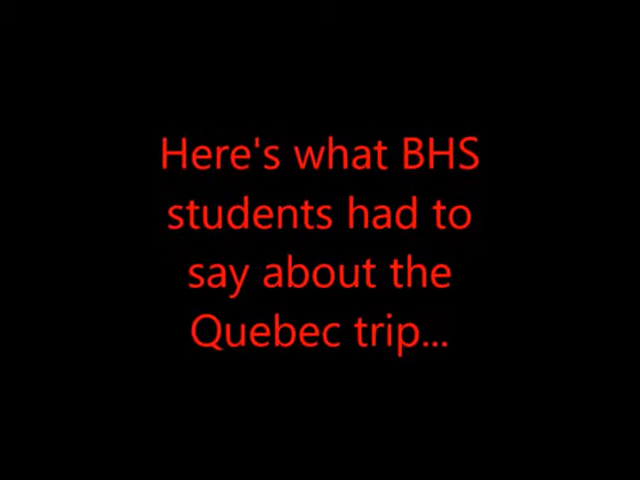 Here's what BHS
students had to
say about the
Quebec trip...